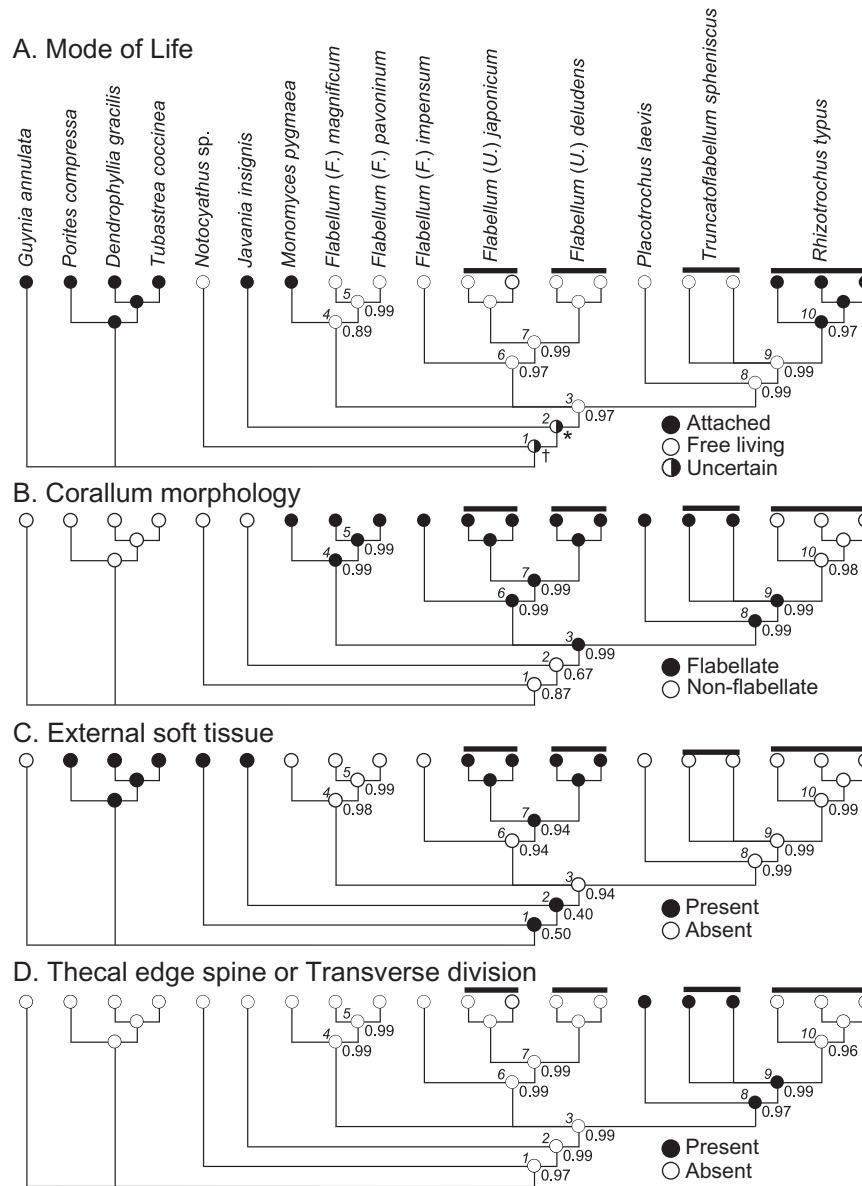 A. Mode of Life
Guynia annulata
Porites compressa
Dendrophyllia gracilis
Tubastrea coccinea
Notocyathus sp.
Javania insignis
Monomyces pygmaea
Flabellum (F.) magnificum
Flabellum (F.) pavoninum
Flabellum (F.) impensum
Flabellum (U.) japonicum
Flabellum (U.) deludens
Placotrochus laevis
Truncatoflabellum spheniscus
Rhizotrochus typus
5
0.99
4
0.89
10
0.97
7
0.99
6
0.97
9
0.99
8
0.99
3
0.97
2
*
1
†
Attached
Free living
Uncertain
B. Corallum morphology
5
0.99
4
0.99
10
0.98
7
0.99
6
0.99
9
0.99
8
0.99
3
0.99
2
0.67
1
0.87
Flabellate
Non-flabellate
C. External soft tissue
5
0.99
4
0.98
10
0.99
7
0.94
6
0.94
9
0.99
8
0.99
3
0.94
2
0.40
1
0.50
Present
Absent
D. Thecal edge spine or Transverse division
5
0.99
4
0.99
10
0.96
7
0.99
6
0.99
9
0.99
8
0.97
3
0.99
2
0.99
1
0.97
Present
Absent